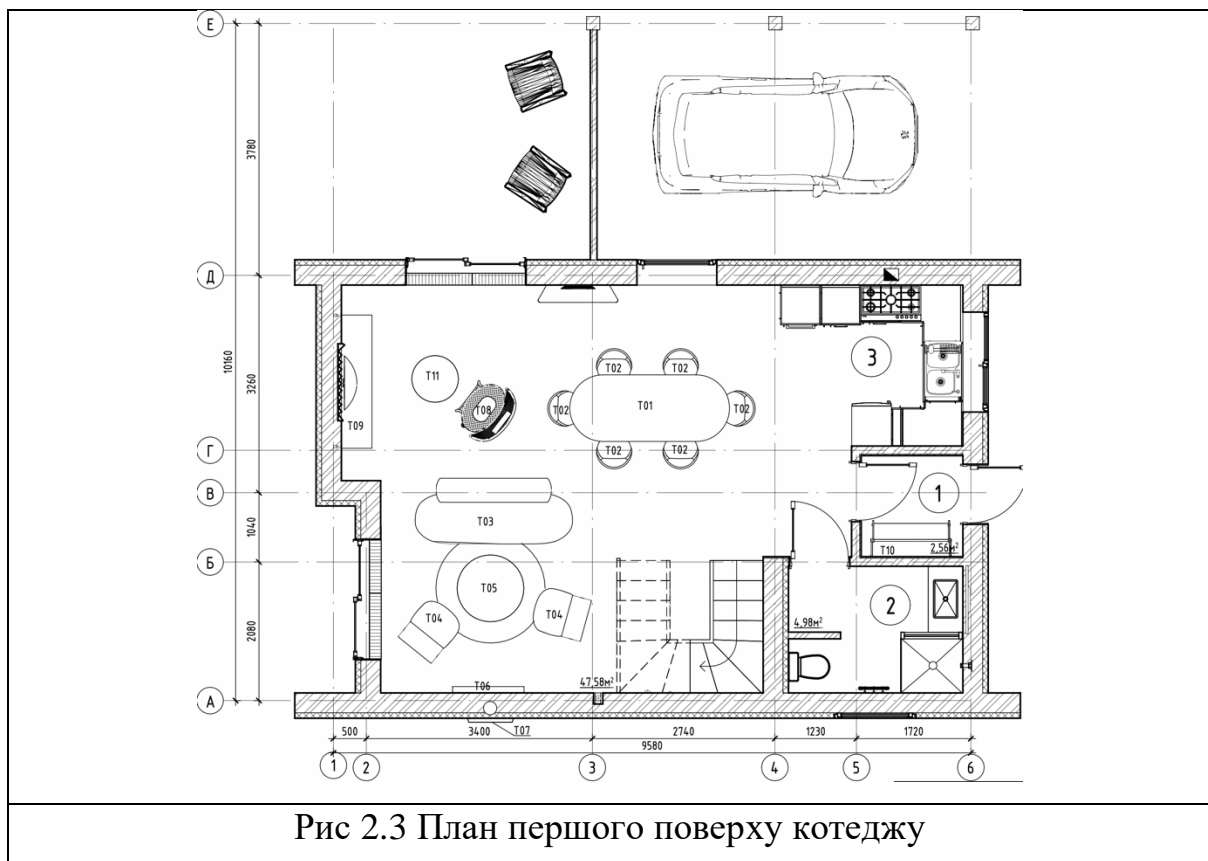 Е
3780
10160
Д
3260
Г
В
1040
Б
2080
А
3
T11
T08
T09
T02
T02
T02
T01
T02
T02
T02
1
T03
T10
2,56м²
T05
T04
T04
2
4,98м²
T06
47,58м²
T07
500
3400
2740
1230
1720
9580
1
2
3
4
5
6
Рис 2.3 План першого поверху котеджу